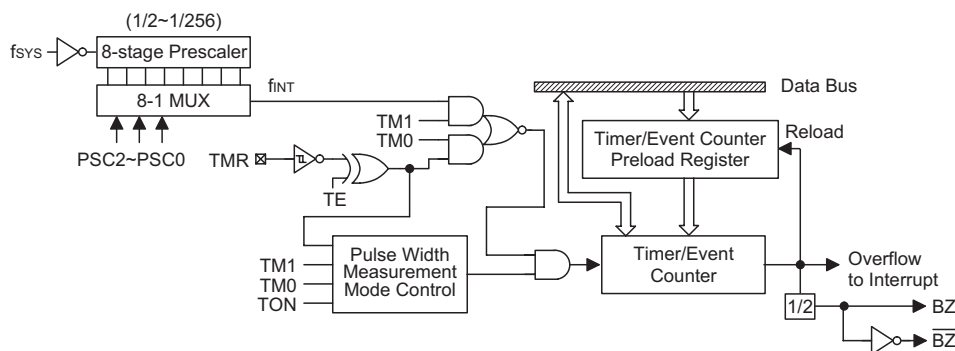 (1/2~1/256)
fSYS
8-stage Prescaler
fINT
8-1 MUX
PSC2~PSC0
TM1
TM0
TMR
TE
Data Bus
Timer/Event Counter
Preload Register
Reload
Pulse Width
Measurement
Mode Control
TM1
TM0
TON
Timer/Event
Counter
Overflow
to Interrupt
1/2
BZ
B̅Z̅